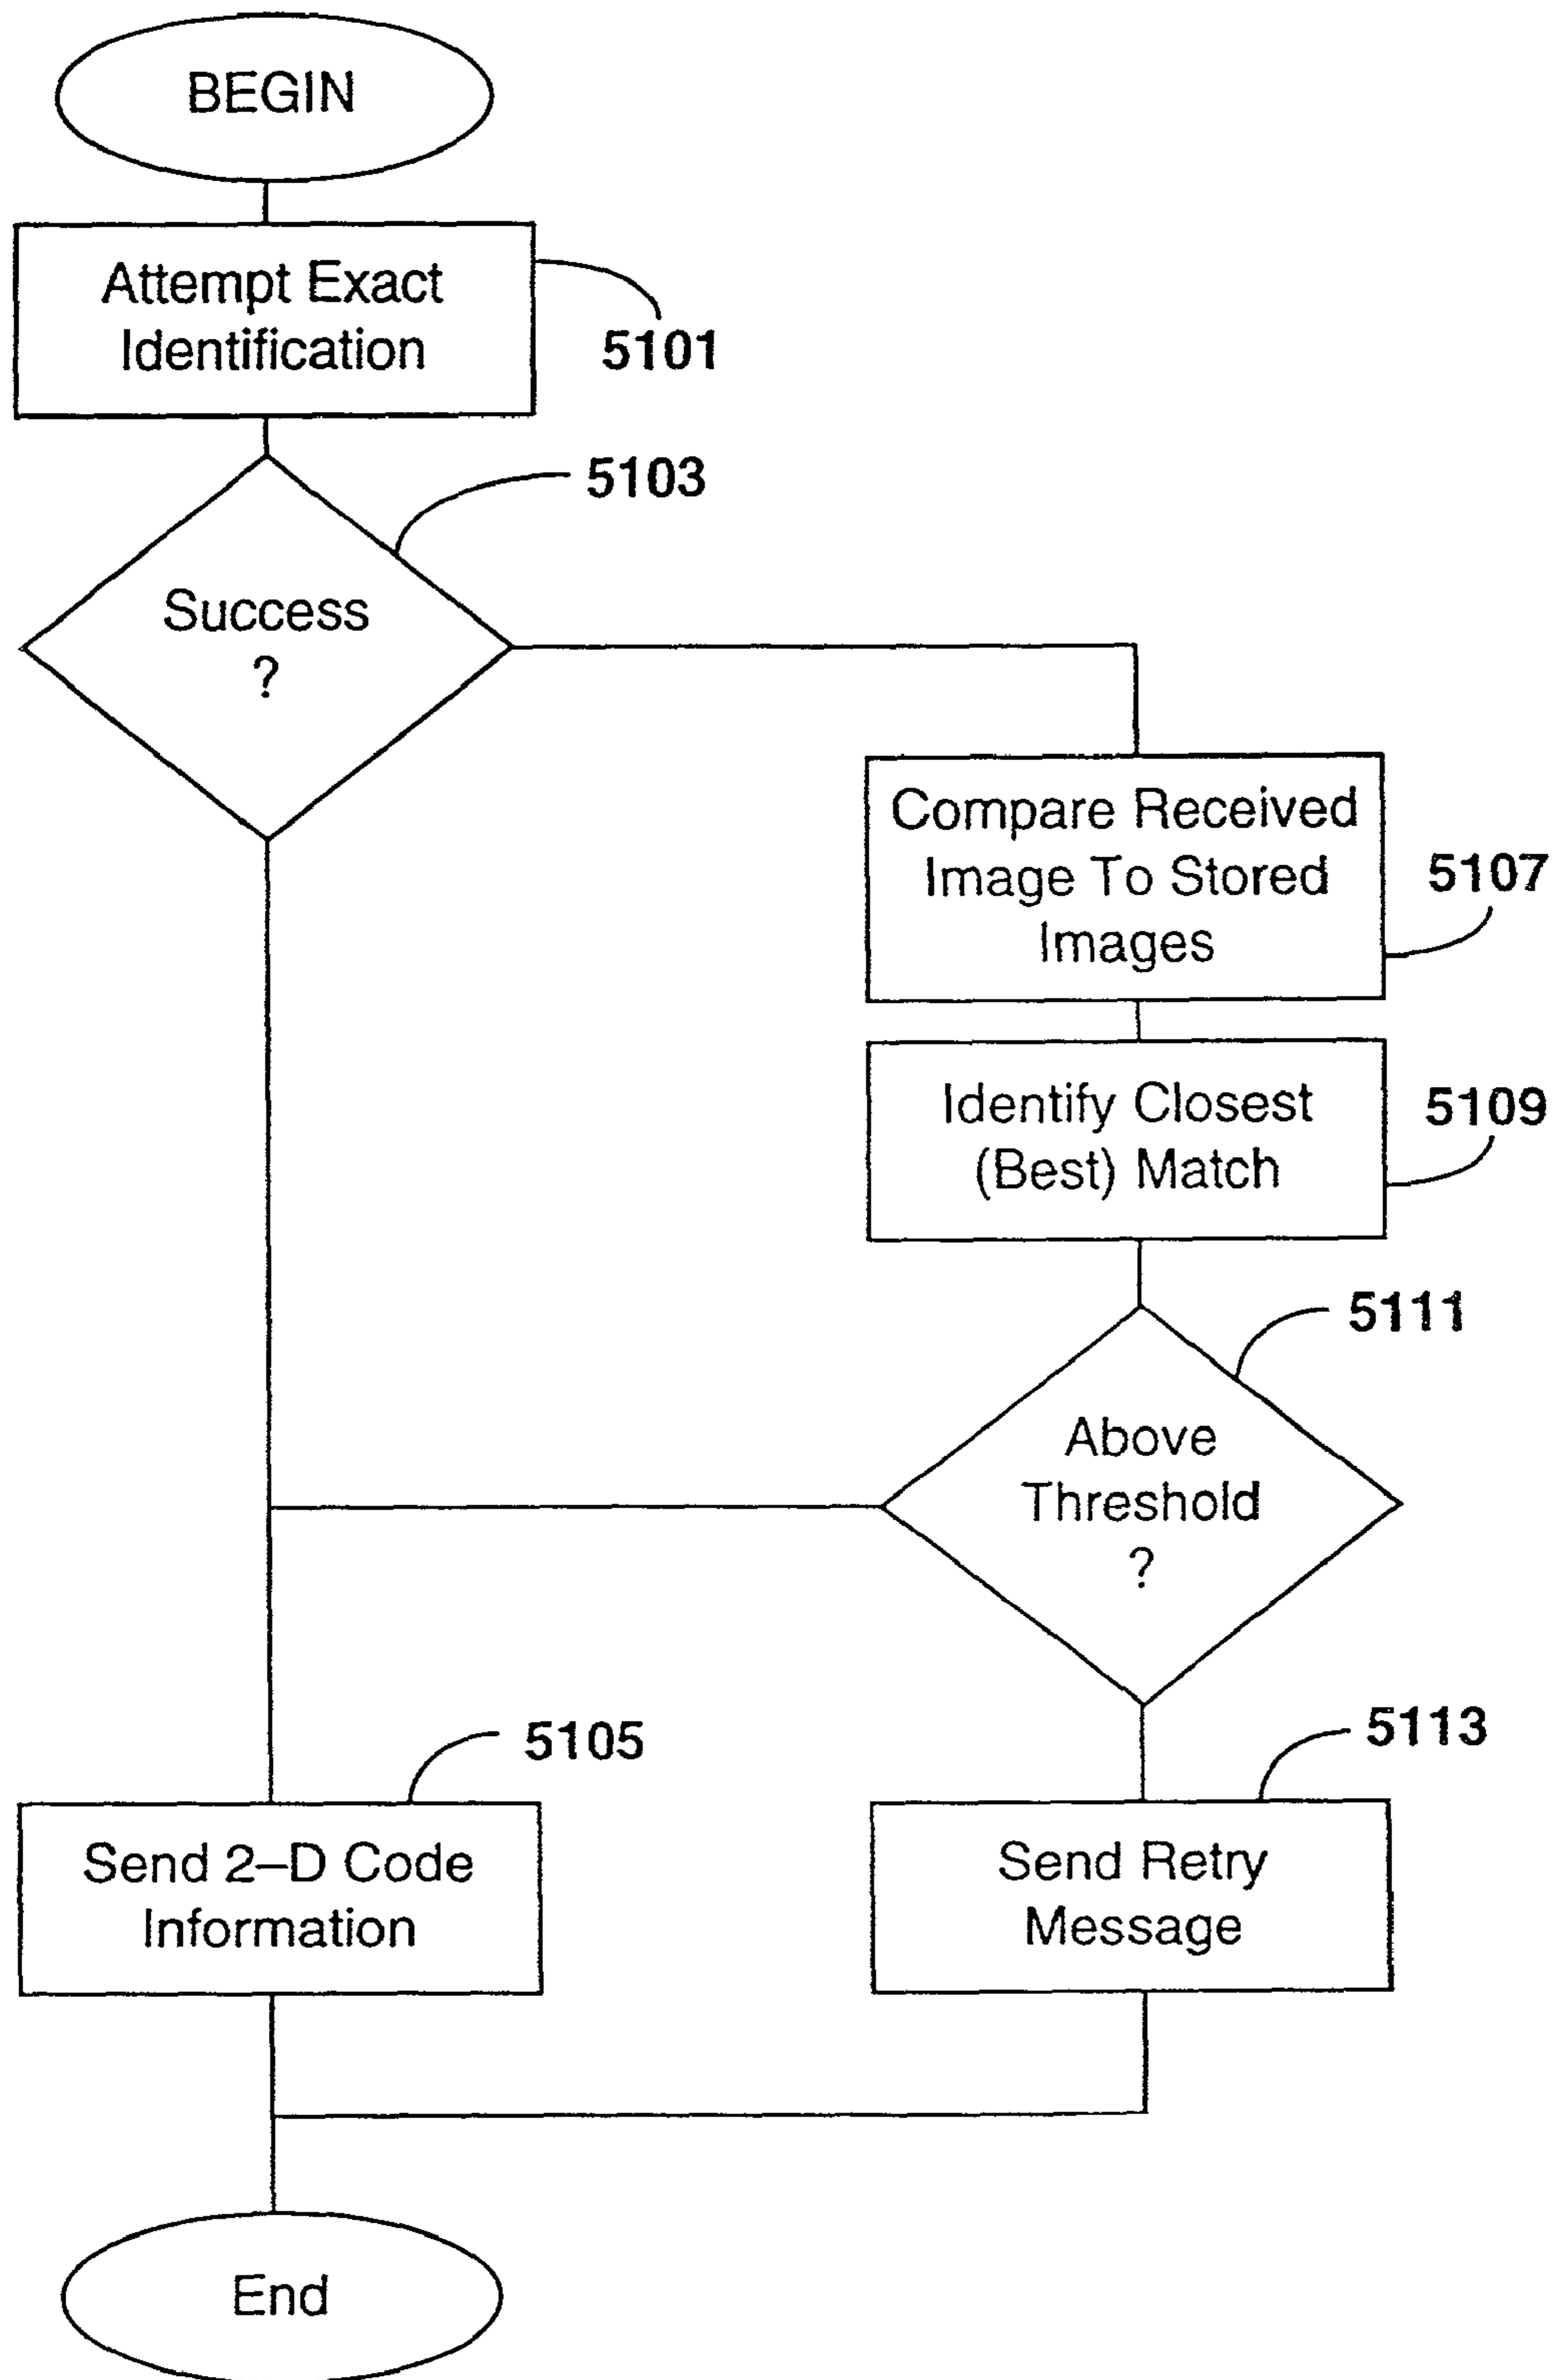 BEGIN
Attempt Exact
Identification
5101
5103
Success
?
Compare Received
Image To Stored
Images
5107
Identify Closest
(Best) Match
5109
5111
Above
Threshold
?
5105
Send 2–D Code
Information
5113
Send Retry
Message
End